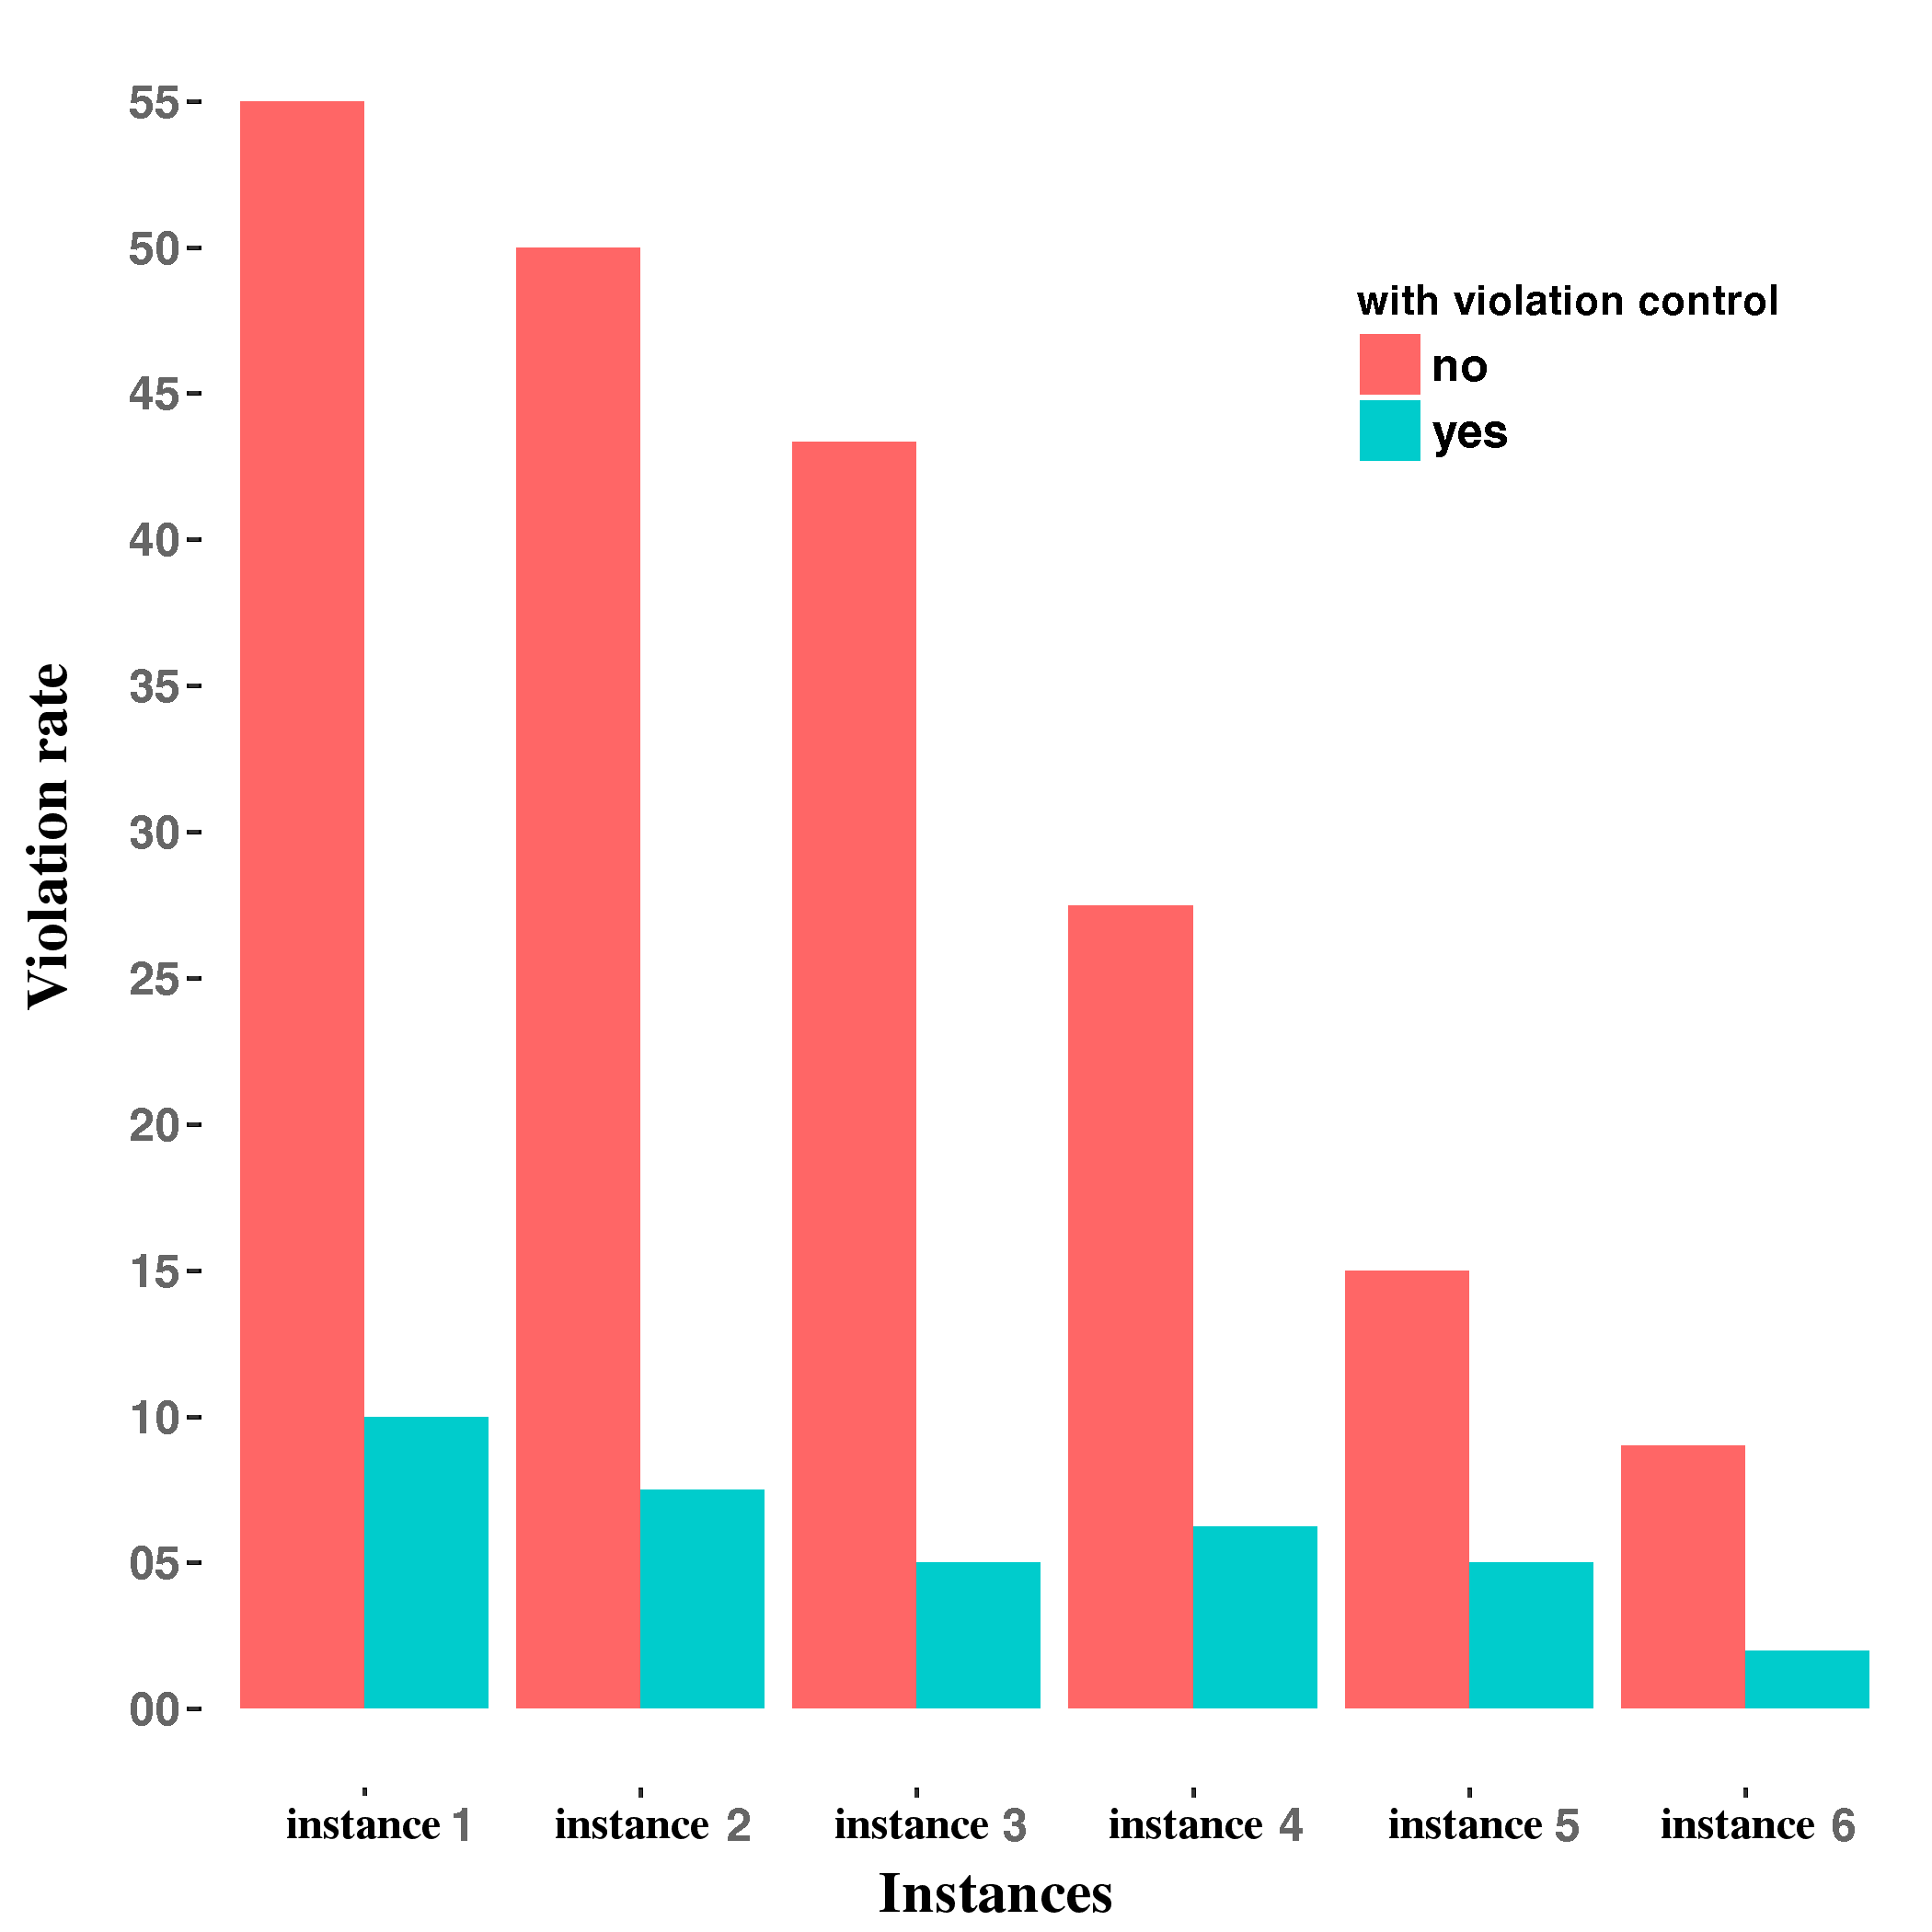 55
50
45
40
35
30
25
20
15
10
05
00
Violation rate
with violation control
no
yes
instance 1
instance 2
instance 3
instance 4
instance 5
instance 6
Instances